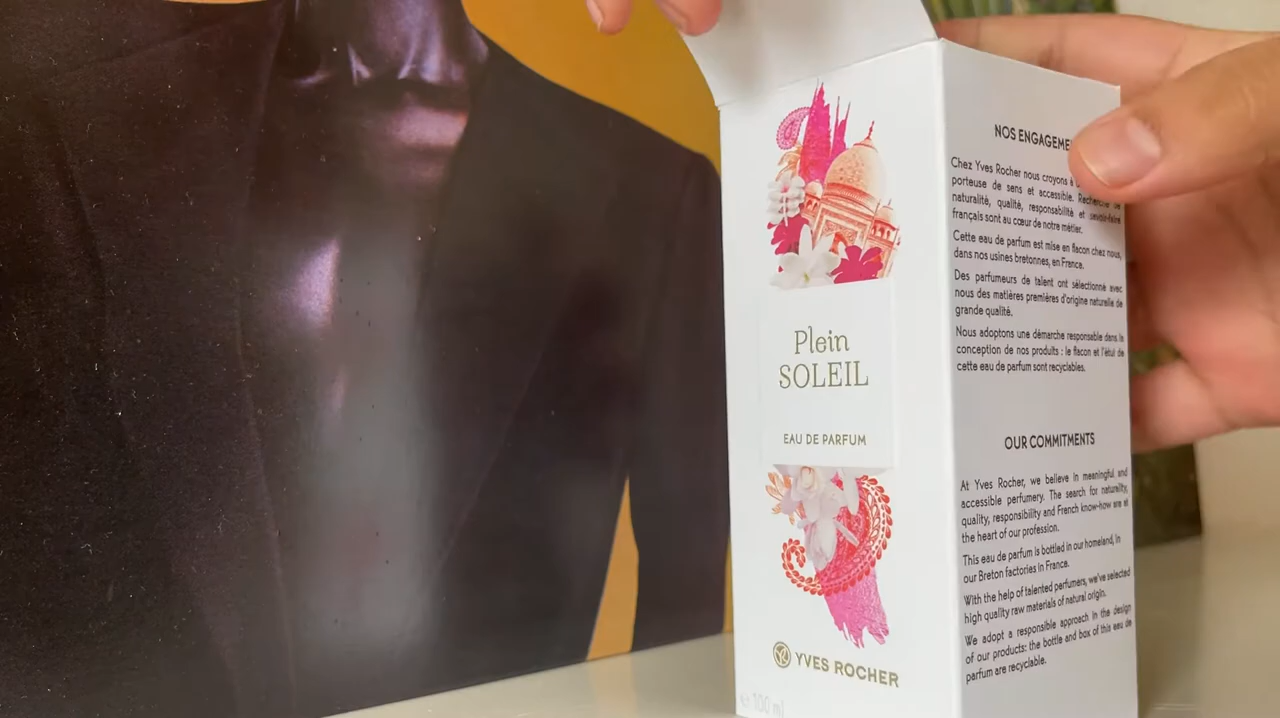 Plein
SOLEIL
EAU DE PARFUM
YVES ROCHER
100 ml
NOS ENGAGEME
Chez Yves Rocher nous croyons à
porteuse de sens et accessible. Recherche de
naturalité, qualité, responsabilité et savoir-faire
français sont au cœur de notre métier.
Cette eau de parfum est mise en flacon chez nous,
dans nos usines bretonnes, en France.
Des parfumeurs de talent ont sélectionné avec
nous des matières premières d'origine naturelle de
grande qualité.
Nous adoptons une démarche responsable dans la
conception de nos produits : le flacon et l'étui de
cette eau de parfum sont recyclables.
OUR COMMITMENTS
At Yves Rocher, we believe in meaningful and
accessible perfumery. The search for naturality,
quality, responsibility and French know-how are at
the heart of our profession.
This eau de parfum is bottled in our homeland, in
our Breton factories in France.
With the help of talented perfumers, we've selected
high quality raw materials of natural origin.
We adopt a responsible approach in the design
of our products: the bottle and box of this eau de
parfum are recyclable.